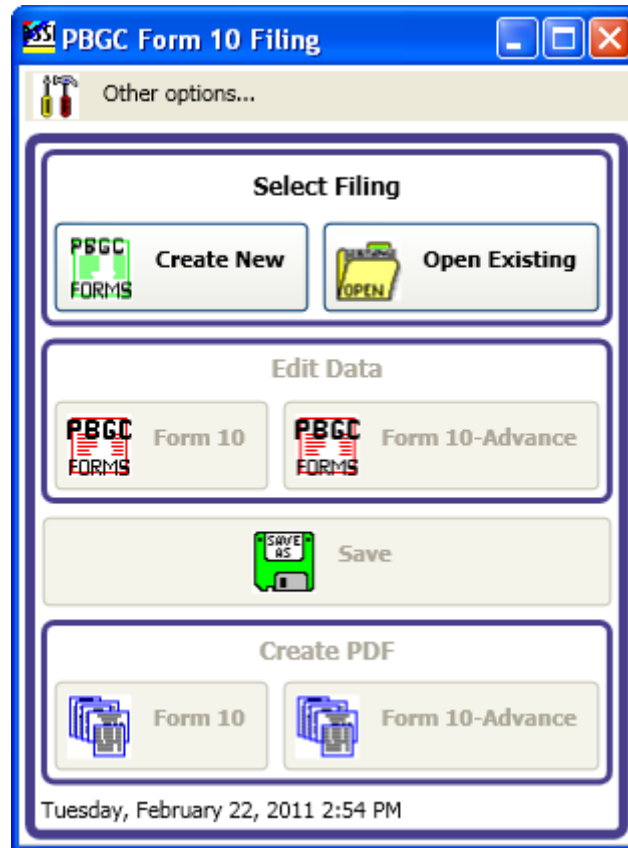 PBGC Form 10 Filing
Other options...
Select Filing
PBGC FORMS Create New
OPEN Open Existing
Edit Data
PBGC FORMS Form 10
PBGC FORMS Form 10-Advance
SAVE AS Save
Create PDF
Form 10
Form 10-Advance
Tuesday, February 22, 2011 2:54 PM